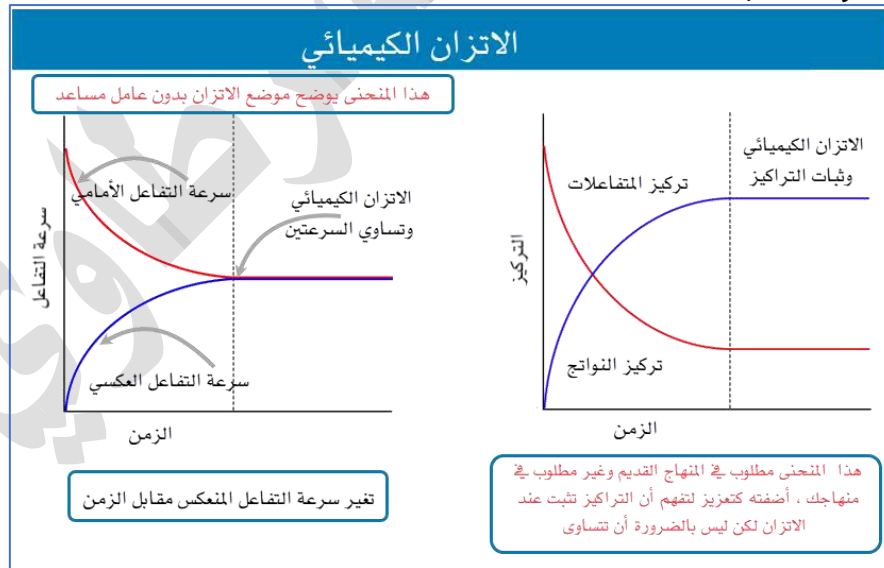 الاتزان الكيميائي
هذا المنحنى يوضح موضع الاتزان بدون عامل مساعد
الاتزان الكيميائي
وثبات التراكيز
تركيز المتفاعلات
التركيز
تركيز النواتج
الزمن
هذا المنحنى مطلوب في المنهاج القديم وغير مطلوب في
منهاجك ، أضفته كتعزيز لتفهم أن التراكيز تثبت عند
الاتزان لكن ليس بالضرورة أن تتساوى
سرعة التفاعل الأمامي
الاتزان الكيميائي
وتساوي السرعتين
سرعة التفاعل
سرعة التفاعل العكسي
الزمن
تغير سرعة التفاعل المنعكس مقابل الزمن